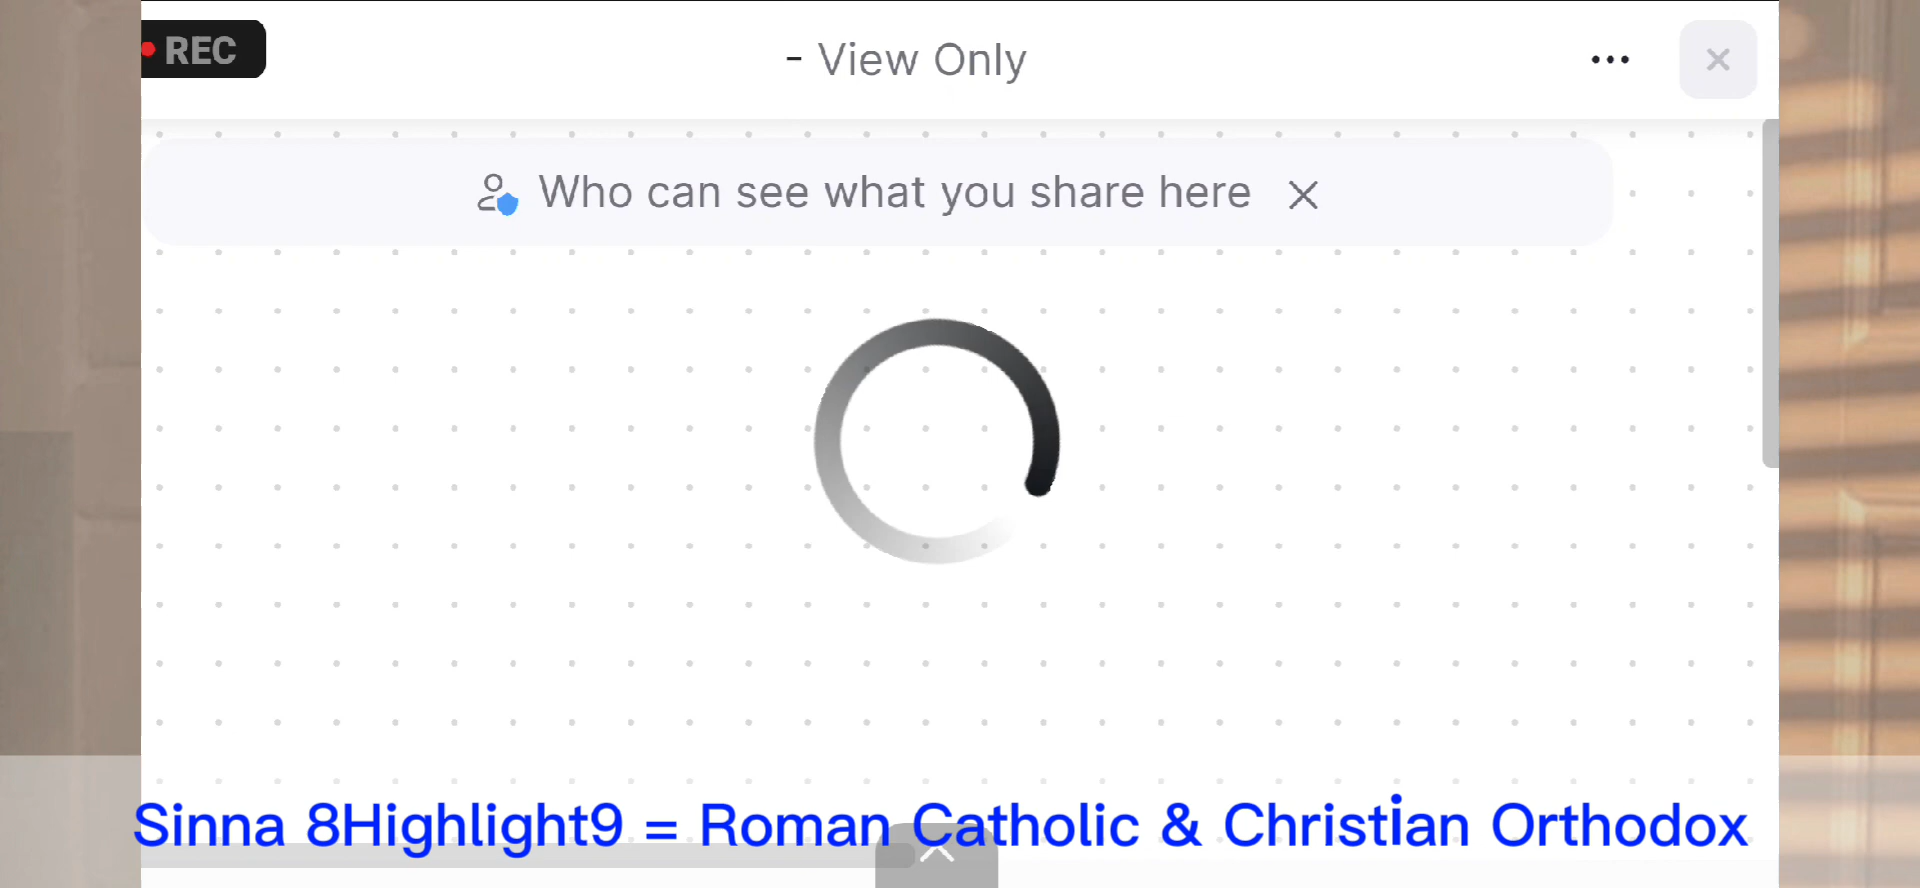 REC
- View Only
Who can see what you share here
Sinna 8Highlight9 = Roman Catholic & Christian Orthodox